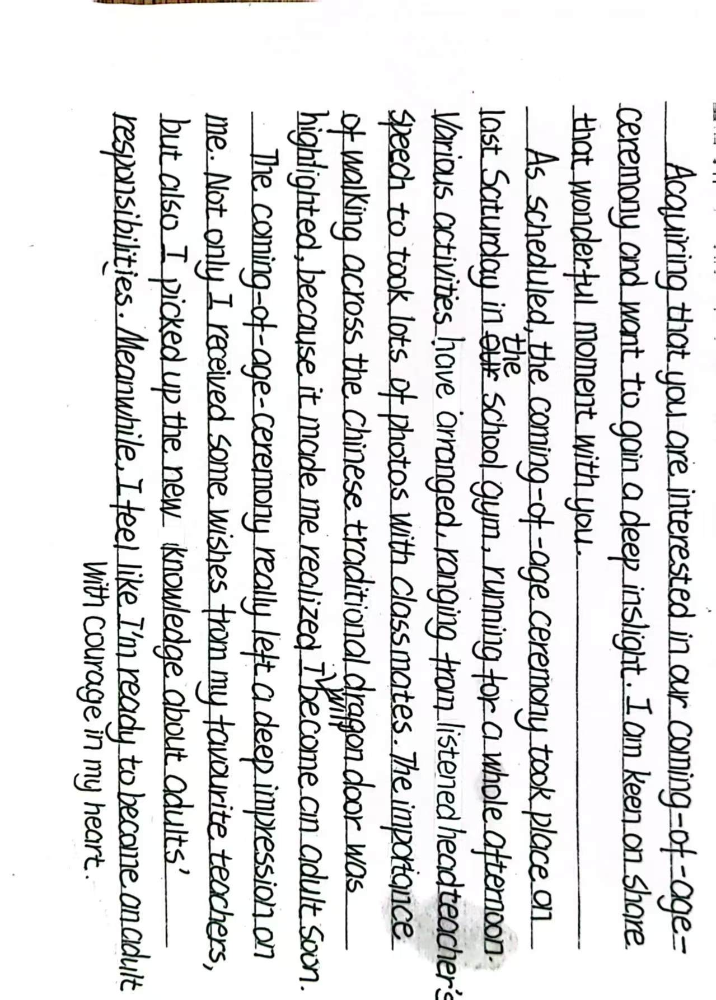 Acquiring that you are interested in our coming-of-age-
ceremony and want to gain a deep inslight. I am keen on share
that wonderful moment with you.
As scheduled, the coming-of-age ceremony took place on
last Saturday in the school gym, running for a whole afternoon.
Various activities have arranged, ranging from listened headteacher's
speech to took lots of photos with classmates. The importance
of walking across the chinese traditional dragon door was
highlighted, because it made me realized I will become an adult soon.
The coming-of-age-ceremony really left a deep impression on
me. Not only I received some wishes from my favourite teachers,
but also I picked up the new knowledge about adults'
responsibilities. Meanwhile, I feel like I'm ready to become an adult
with courage in my heart.